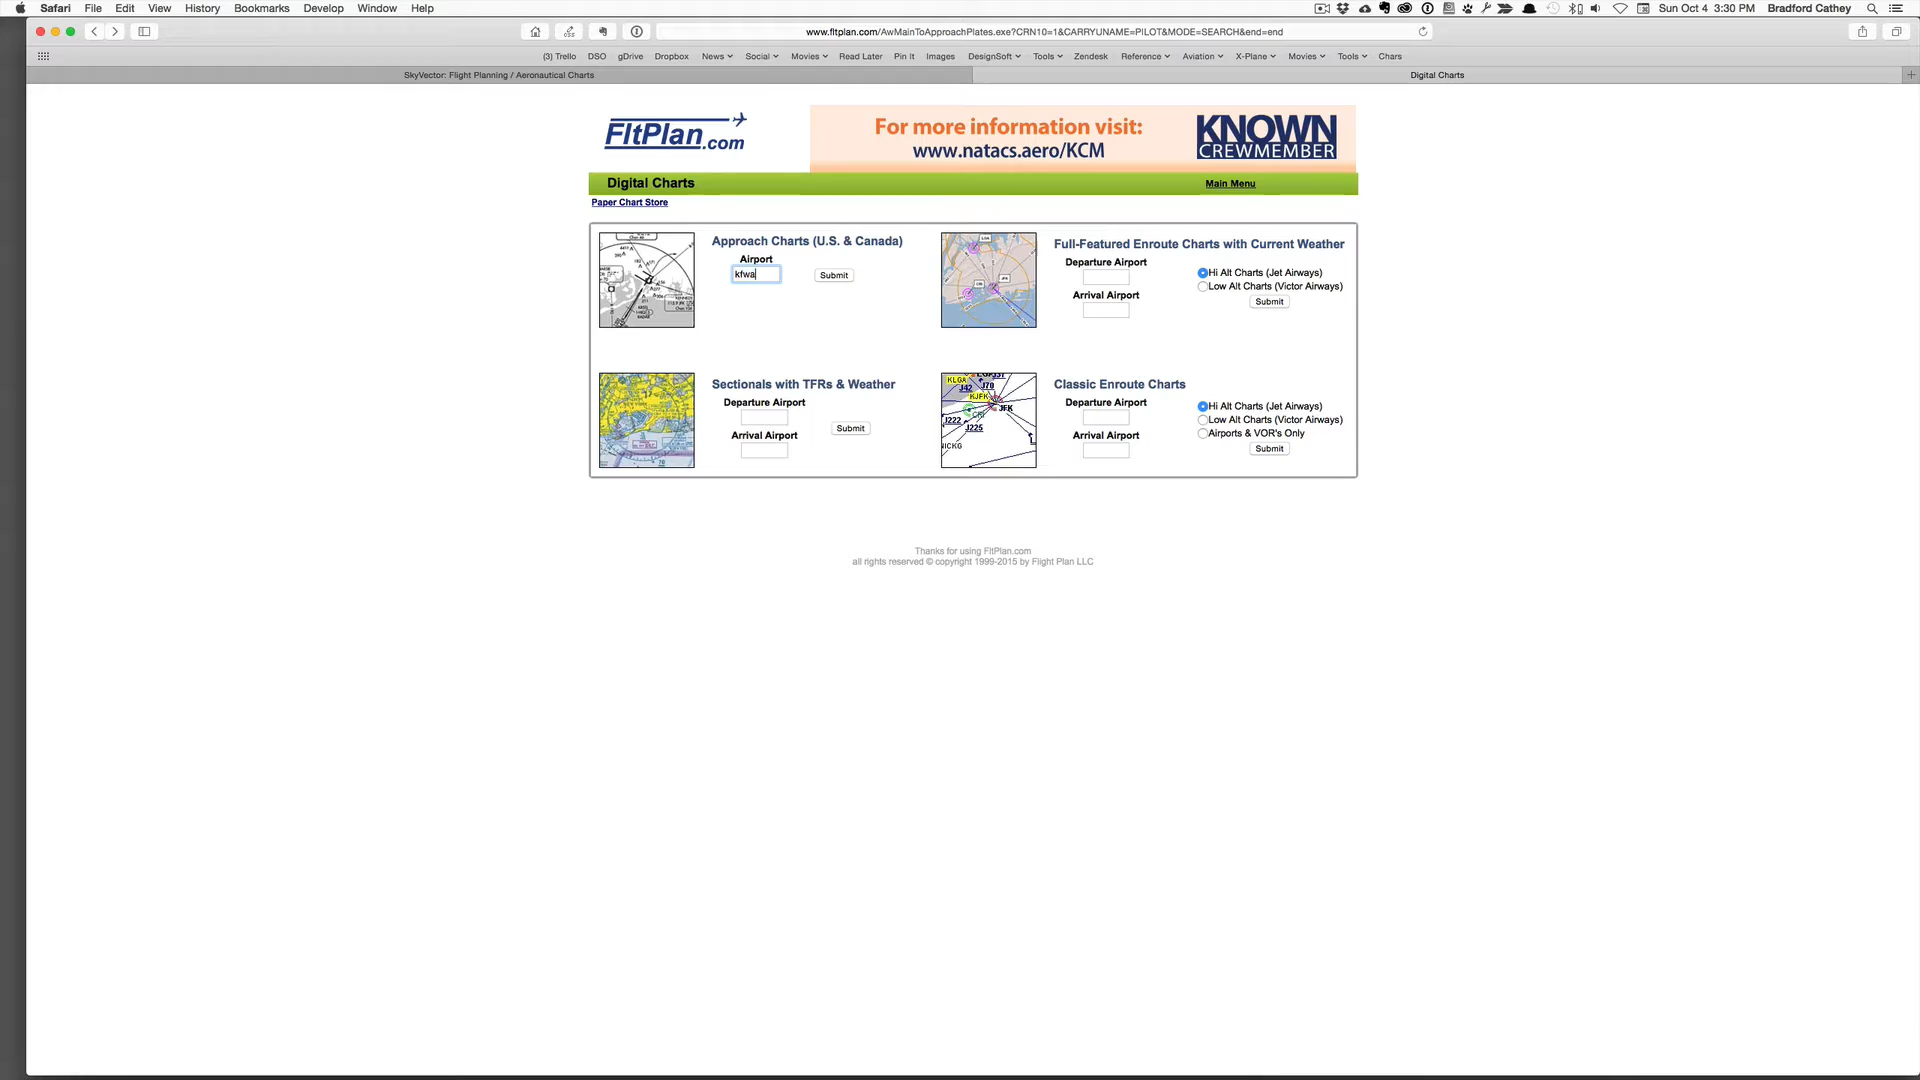 Safari File Edit View History Bookmarks Develop Window Help
Sun Oct 4 3:30 PM Bradford Cathey
www.fltplan.com/AwMainToApproachPlates.exe?CRN10=1&CARRYUNAME=PILOT&MODE=SEARCH&end=end
(3) Trello DSO gDrive Dropbox News Social Movies Read Later Pin It Images DesignSoft Tools Zendesk Reference Aviation X-Plane Movies Tools Chars
SkyVector: Flight Planning / Aeronautical Charts
Digital Charts
FltPlan.com
For more information visit:
www.natacs.aero/KCM
KNOWN
CREWMEMBER
Digital Charts
Main Menu
Paper Chart Store
Approach Charts (U.S. & Canada)
Airport
kfwa
Submit
Full-Featured Enroute Charts with Current Weather
Departure Airport
Hi Alt Charts (Jet Airways)
Low Alt Charts (Victor Airways)
Arrival Airport
Submit
Sectionals with TFRs & Weather
Departure Airport
Submit
Arrival Airport
KLGA
J42 J70
KJFK
JFK
J222
J225
Classic Enroute Charts
Departure Airport
Hi Alt Charts (Jet Airways)
Low Alt Charts (Victor Airways)
Airports & VOR's Only
Arrival Airport
Submit
Thanks for using FltPlan.com
all rights reserved © copyright 1999-2015 by Flight Plan LLC